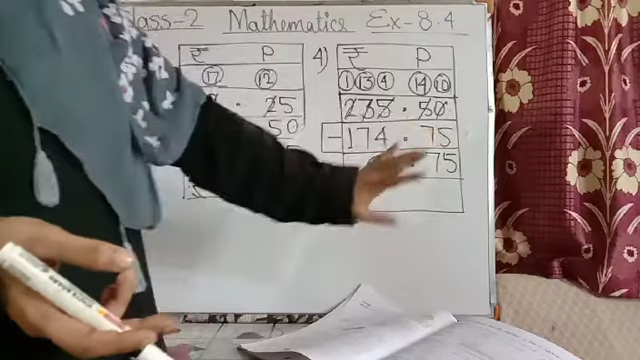 Class-2 Mathematics Ex-8.4
₹ P
⑰ ⑫
. 25
50
4) ₹ P
① ⑬ ④ ⑭ ⑩
235 . 50
- 174 . 75
75